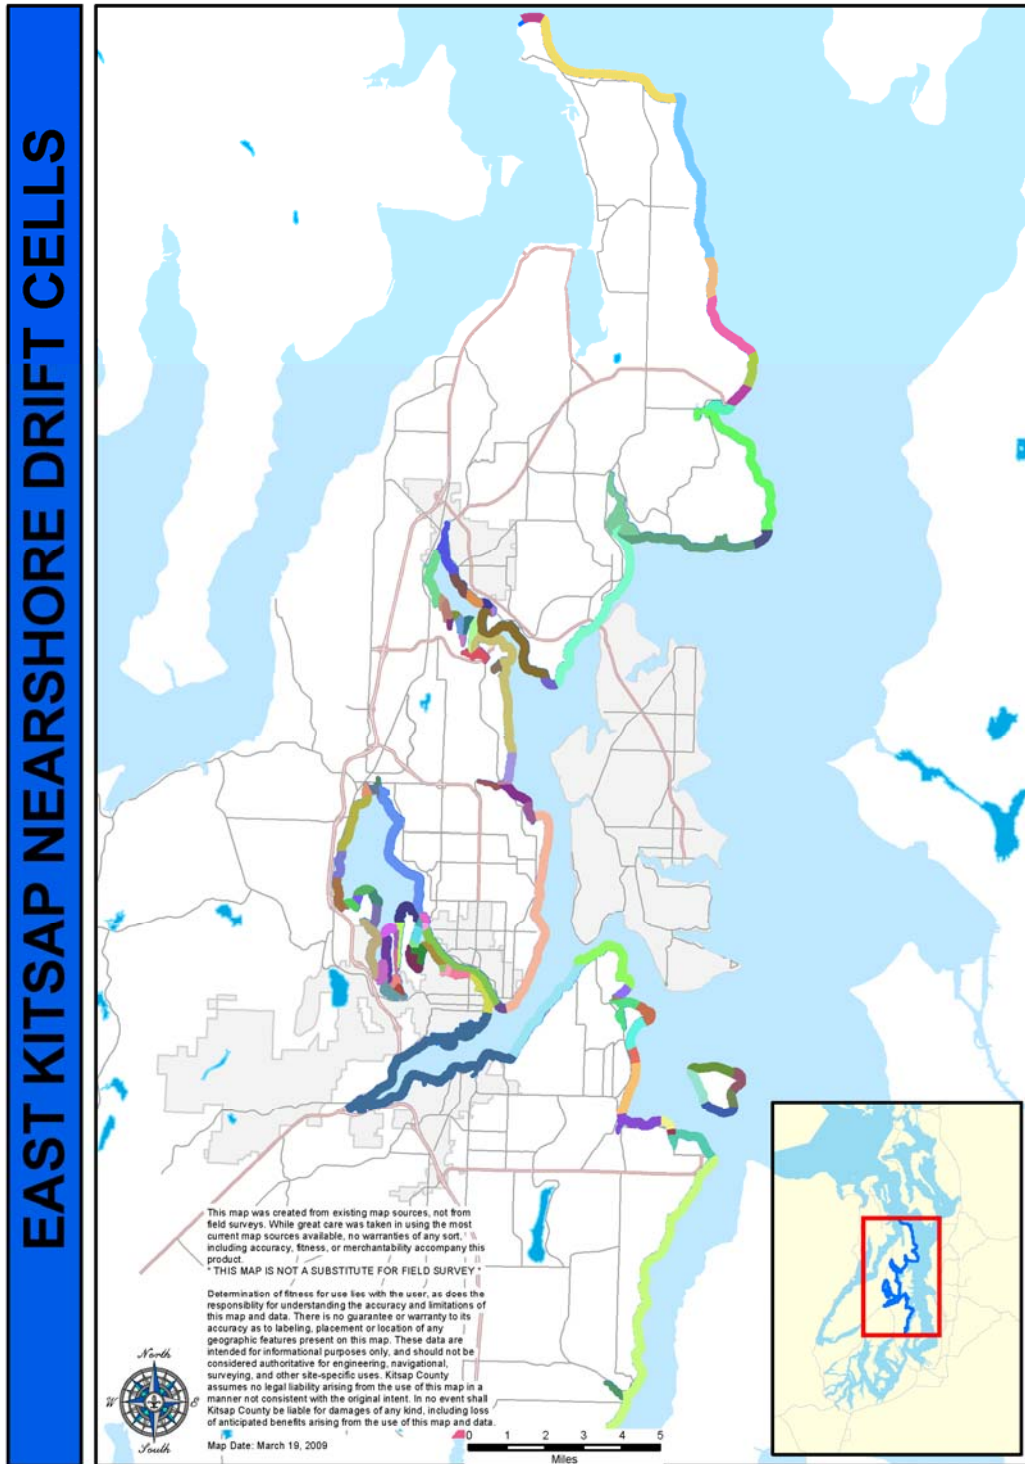 EAST KITSAP NEARSHORE DRIFT CELLS
This map was created from existing map sources, not from
field surveys. While great care was taken in using the most
current map sources available, no warranties of any sort,
including accuracy, fitness, or merchantability accompany this
product.
* THIS MAP IS NOT A SUBSTITUTE FOR FIELD SURVEY *
Determination of fitness for use lies with the user, as does the
responsiblity for understanding the accuracy and limitations of
this map and data. There is no guarantee or warranty to its
accuracy as to labeling, placement or location of any
geographic features present on this map. These data are
intended for informational purposes only, and should not be
considered authoritative for engineering, navigational,
surveying, and other site-specific uses. Kitsap County
assumes no legal liability arising from the use of this map in a
manner not consistent with the original intent. In no event shall
Kitsap County be liable for damages of any kind, including loss
of anticipated benefits arising from the use of this map and data.
Map Date: March 19, 2009
North
W E
South
0 1 2 3 4 5
Miles